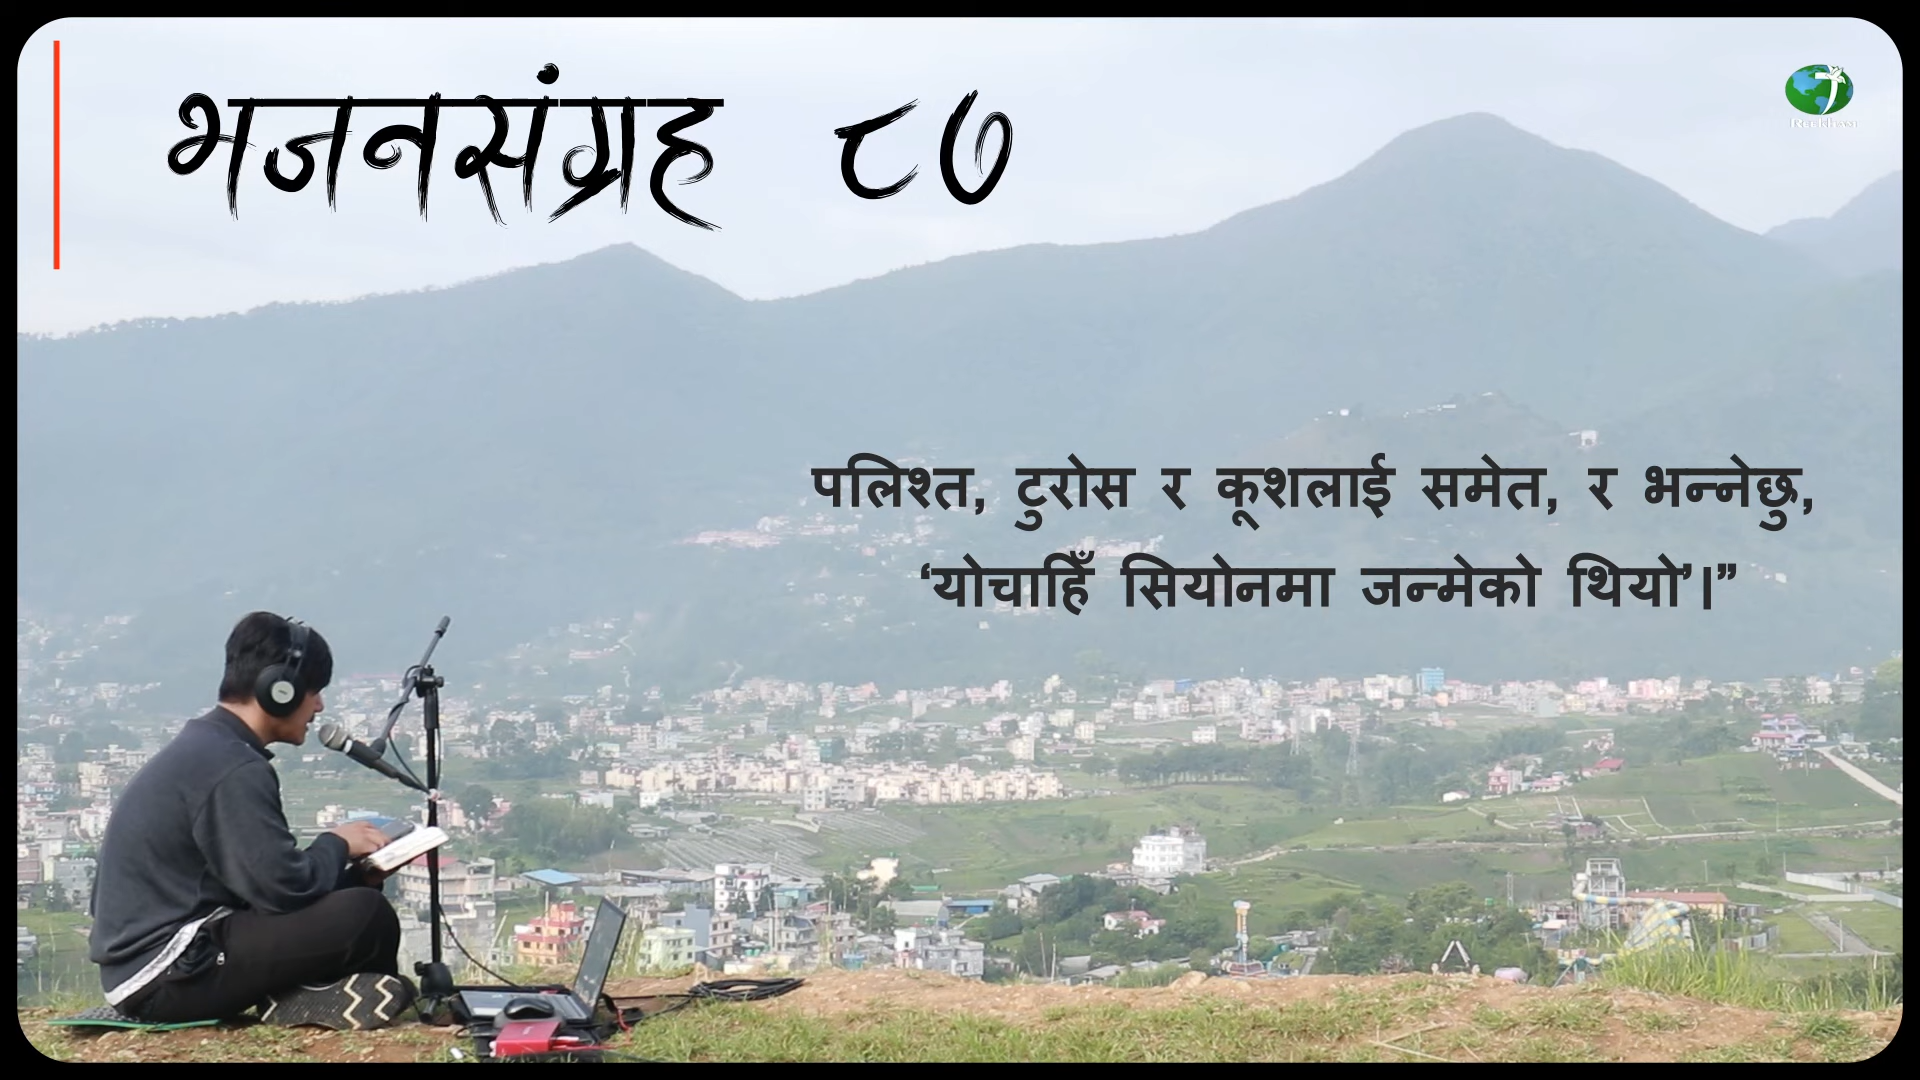 भजनसंग्रह ८७
पलिश्त, टुरोस र कूशलाई समेत, र भन्नेछु,
‘योचाहिँ सियोनमा जन्मेको थियो’।”